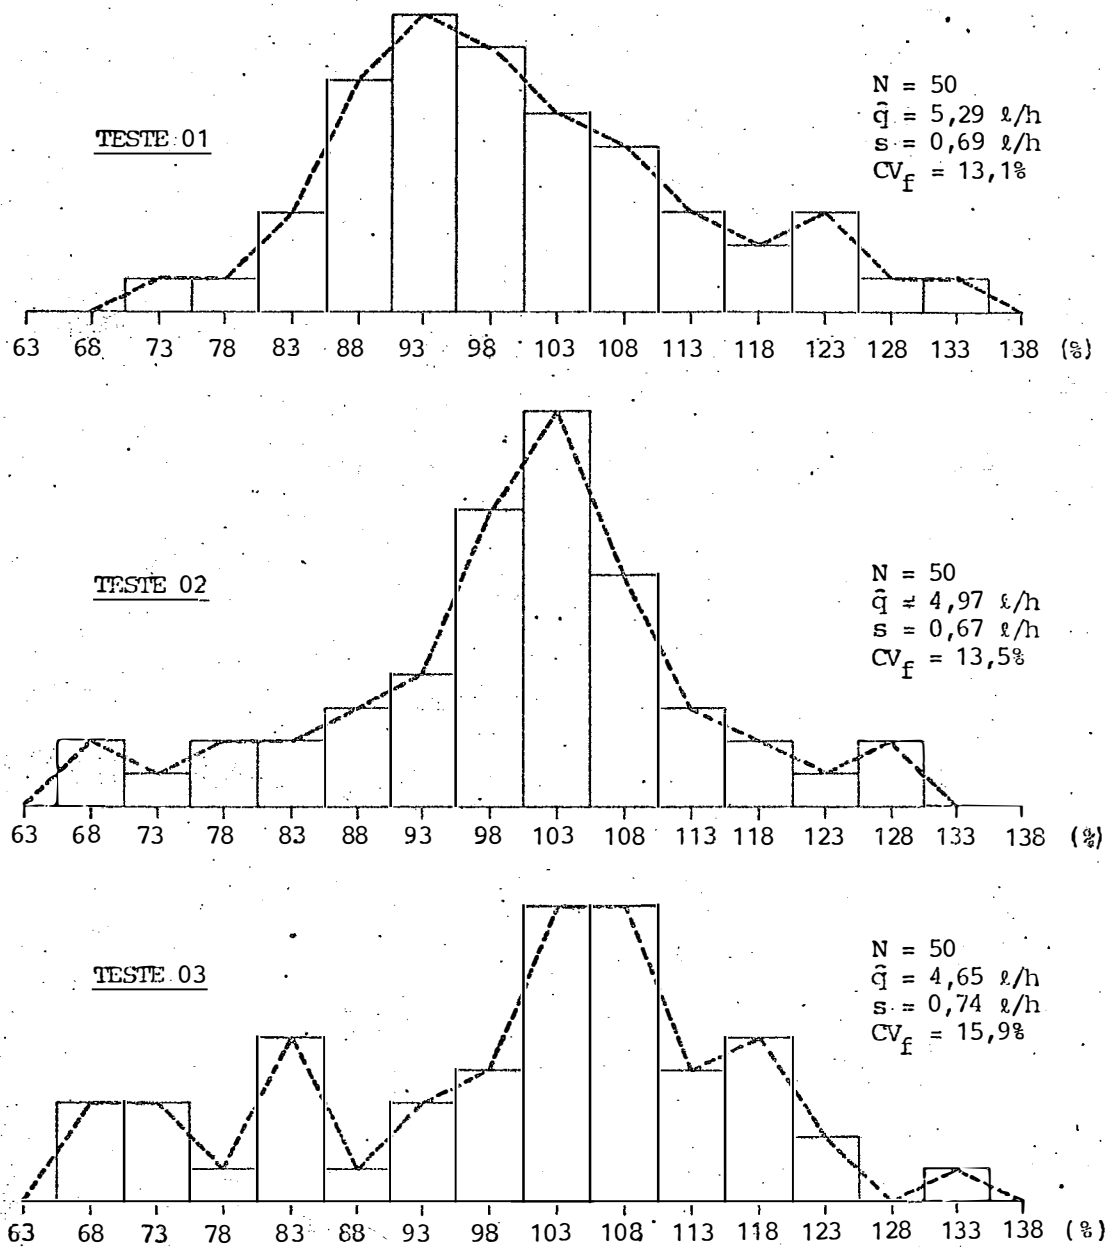 TESTE 01
N = 50
q̄ = 5,29 ℓ/h
s = 0,69 ℓ/h
CVf = 13,1%
63 68 73 78 83 88 93 98 103 108 113 118 123 128 133 138 (%)
TESTE 02
N = 50
q̄ = 4,97 ℓ/h
s = 0,67 ℓ/h
CVf = 13,5%
63 68 73 78 83 88 93 98 103 108 113 118 123 128 133 138 (%)
TESTE 03
N = 50
q̄ = 4,65 ℓ/h
s = 0,74 ℓ/h
CVf = 15,9%
63 68 73 78 83 88 93 98 103 108 113 118 123 128 133 138 (%)